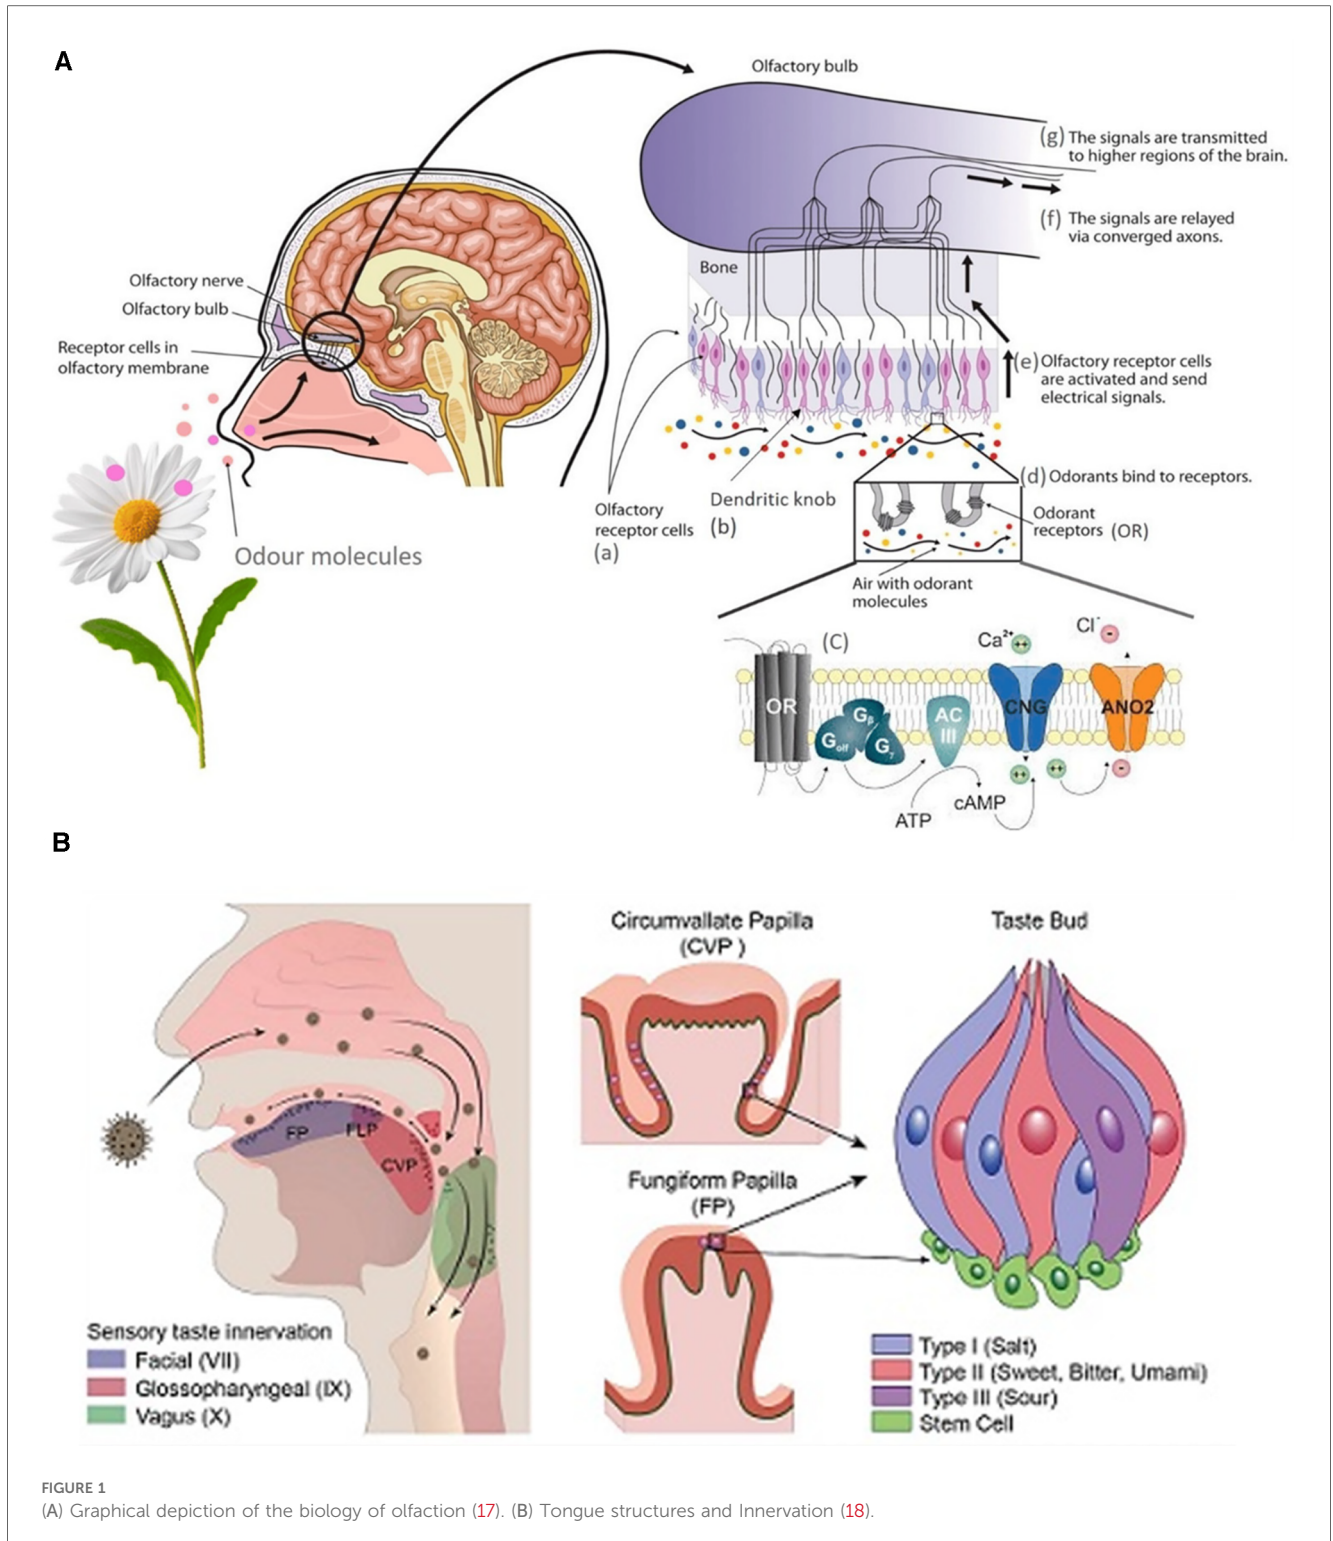 A
Olfactory bulb
(g) The signals are transmitted
to higher regions of the brain.
(f) The signals are relayed
via converged axons.
Bone
Olfactory nerve
Olfactory bulb
Receptor cells in
olfactory membrane
(e) Olfactory receptor cells
are activated and send
electrical signals.
(d) Odorants bind to receptors.
Olfactory
receptor cells
(a)
Dendritic knob
(b)
Odorant
receptors (OR)
Odour molecules
Air with odorant
molecules
(C)
Ca2+
++
Cl-
-
OR
Gβ
Golf
Gγ
AC
III
CNG
ANO2
++
++
-
cAMP
ATP
B
Circumvallate Papilla
(CVP )
Taste Bud
FP
FLP
CVP
Fungiform Papilla
(FP)
Sensory taste innervation
Facial (VII)
Glossopharyngeal (IX)
Vagus (X)
Type I (Salt)
Type II (Sweet, Bitter, Umami)
Type III (Sour)
Stem Cell
FIGURE 1
(A) Graphical depiction of the biology of olfaction (17). (B) Tongue structures and Innervation (18).